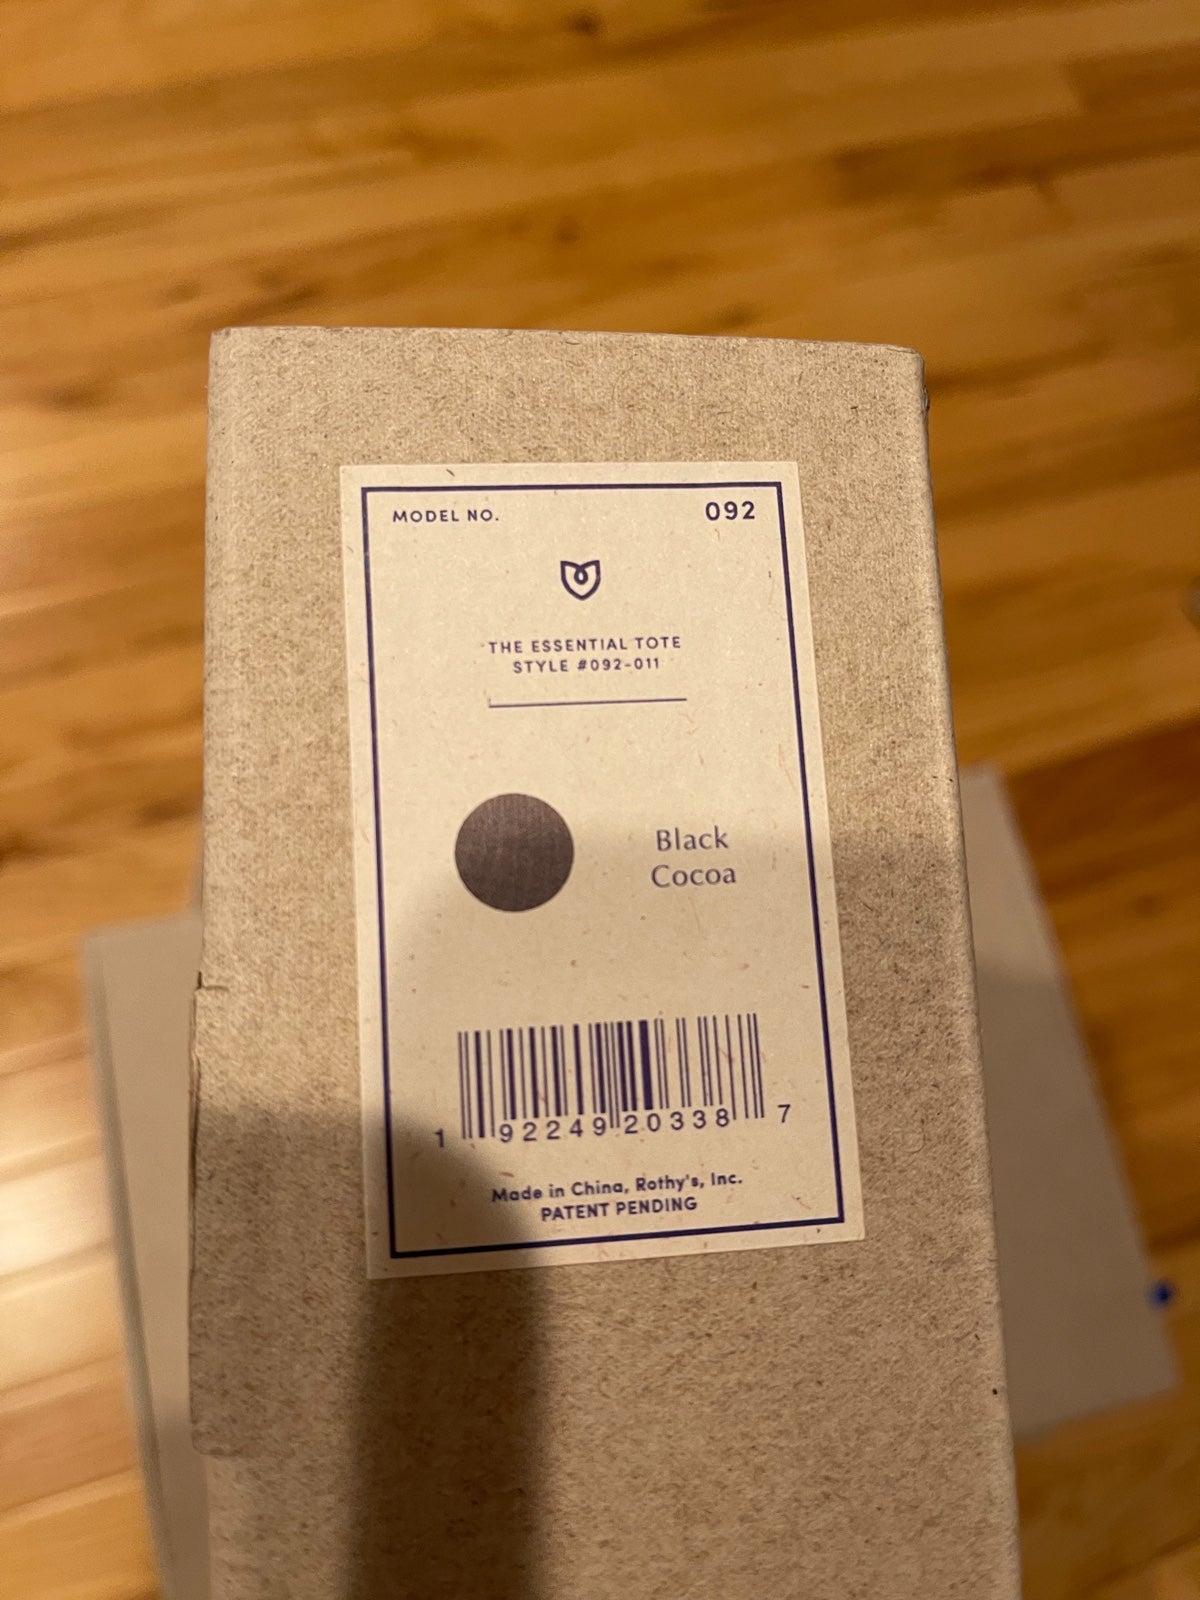 MODEL NO. 092
THE ESSENTIAL TOTE
STYLE #092-011
Black
Cocoa
1 92249 20338 7
Made in China, Rothy's, Inc.
PATENT PENDING